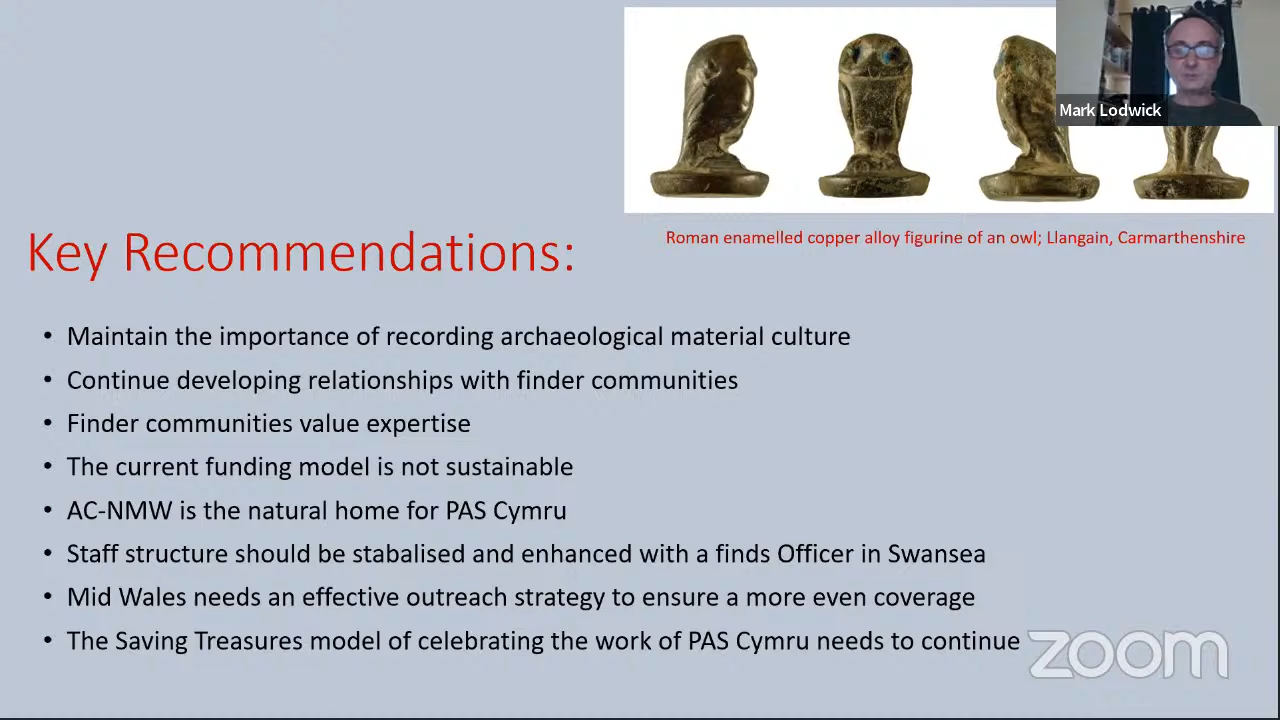 Mark Lodwick
Roman enamelled copper alloy figurine of an owl; Llangain, Carmarthenshire
Key Recommendations:
• Maintain the importance of recording archaeological material culture
• Continue developing relationships with finder communities
• Finder communities value expertise
• The current funding model is not sustainable
• AC-NMW is the natural home for PAS Cymru
• Staff structure should be stabalised and enhanced with a finds Officer in Swansea
• Mid Wales needs an effective outreach strategy to ensure a more even coverage
• The Saving Treasures model of celebrating the work of PAS Cymru needs to continue
zoom